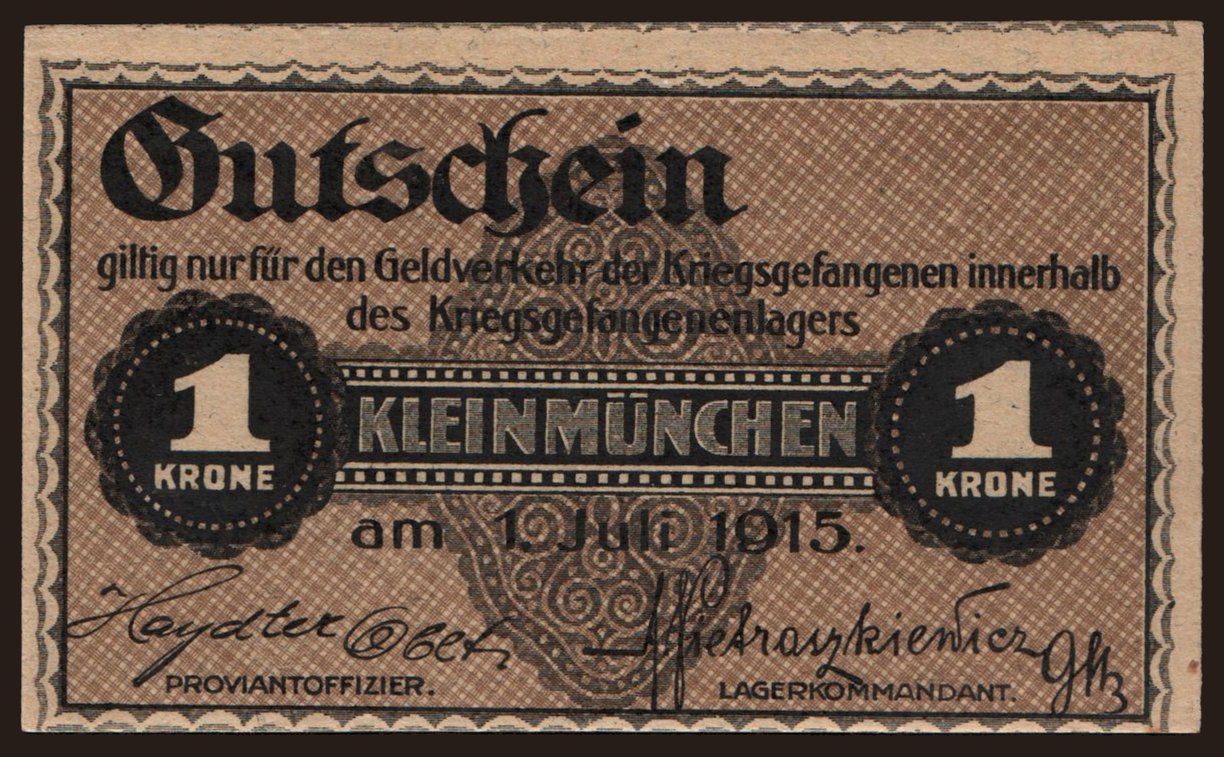 Gutschein
giltig nur für den Geldverkehr der Kriegsgefangenen innerhalb
des Kriegsgefangenenlagers
1 KRONE
KLEINMÜNCHEN
1 KRONE
am 1. Juli 1915.
Haydter
Pietraszkiewicz
PROVIANTOFFIZIER.
LAGERKOMMANDANT.